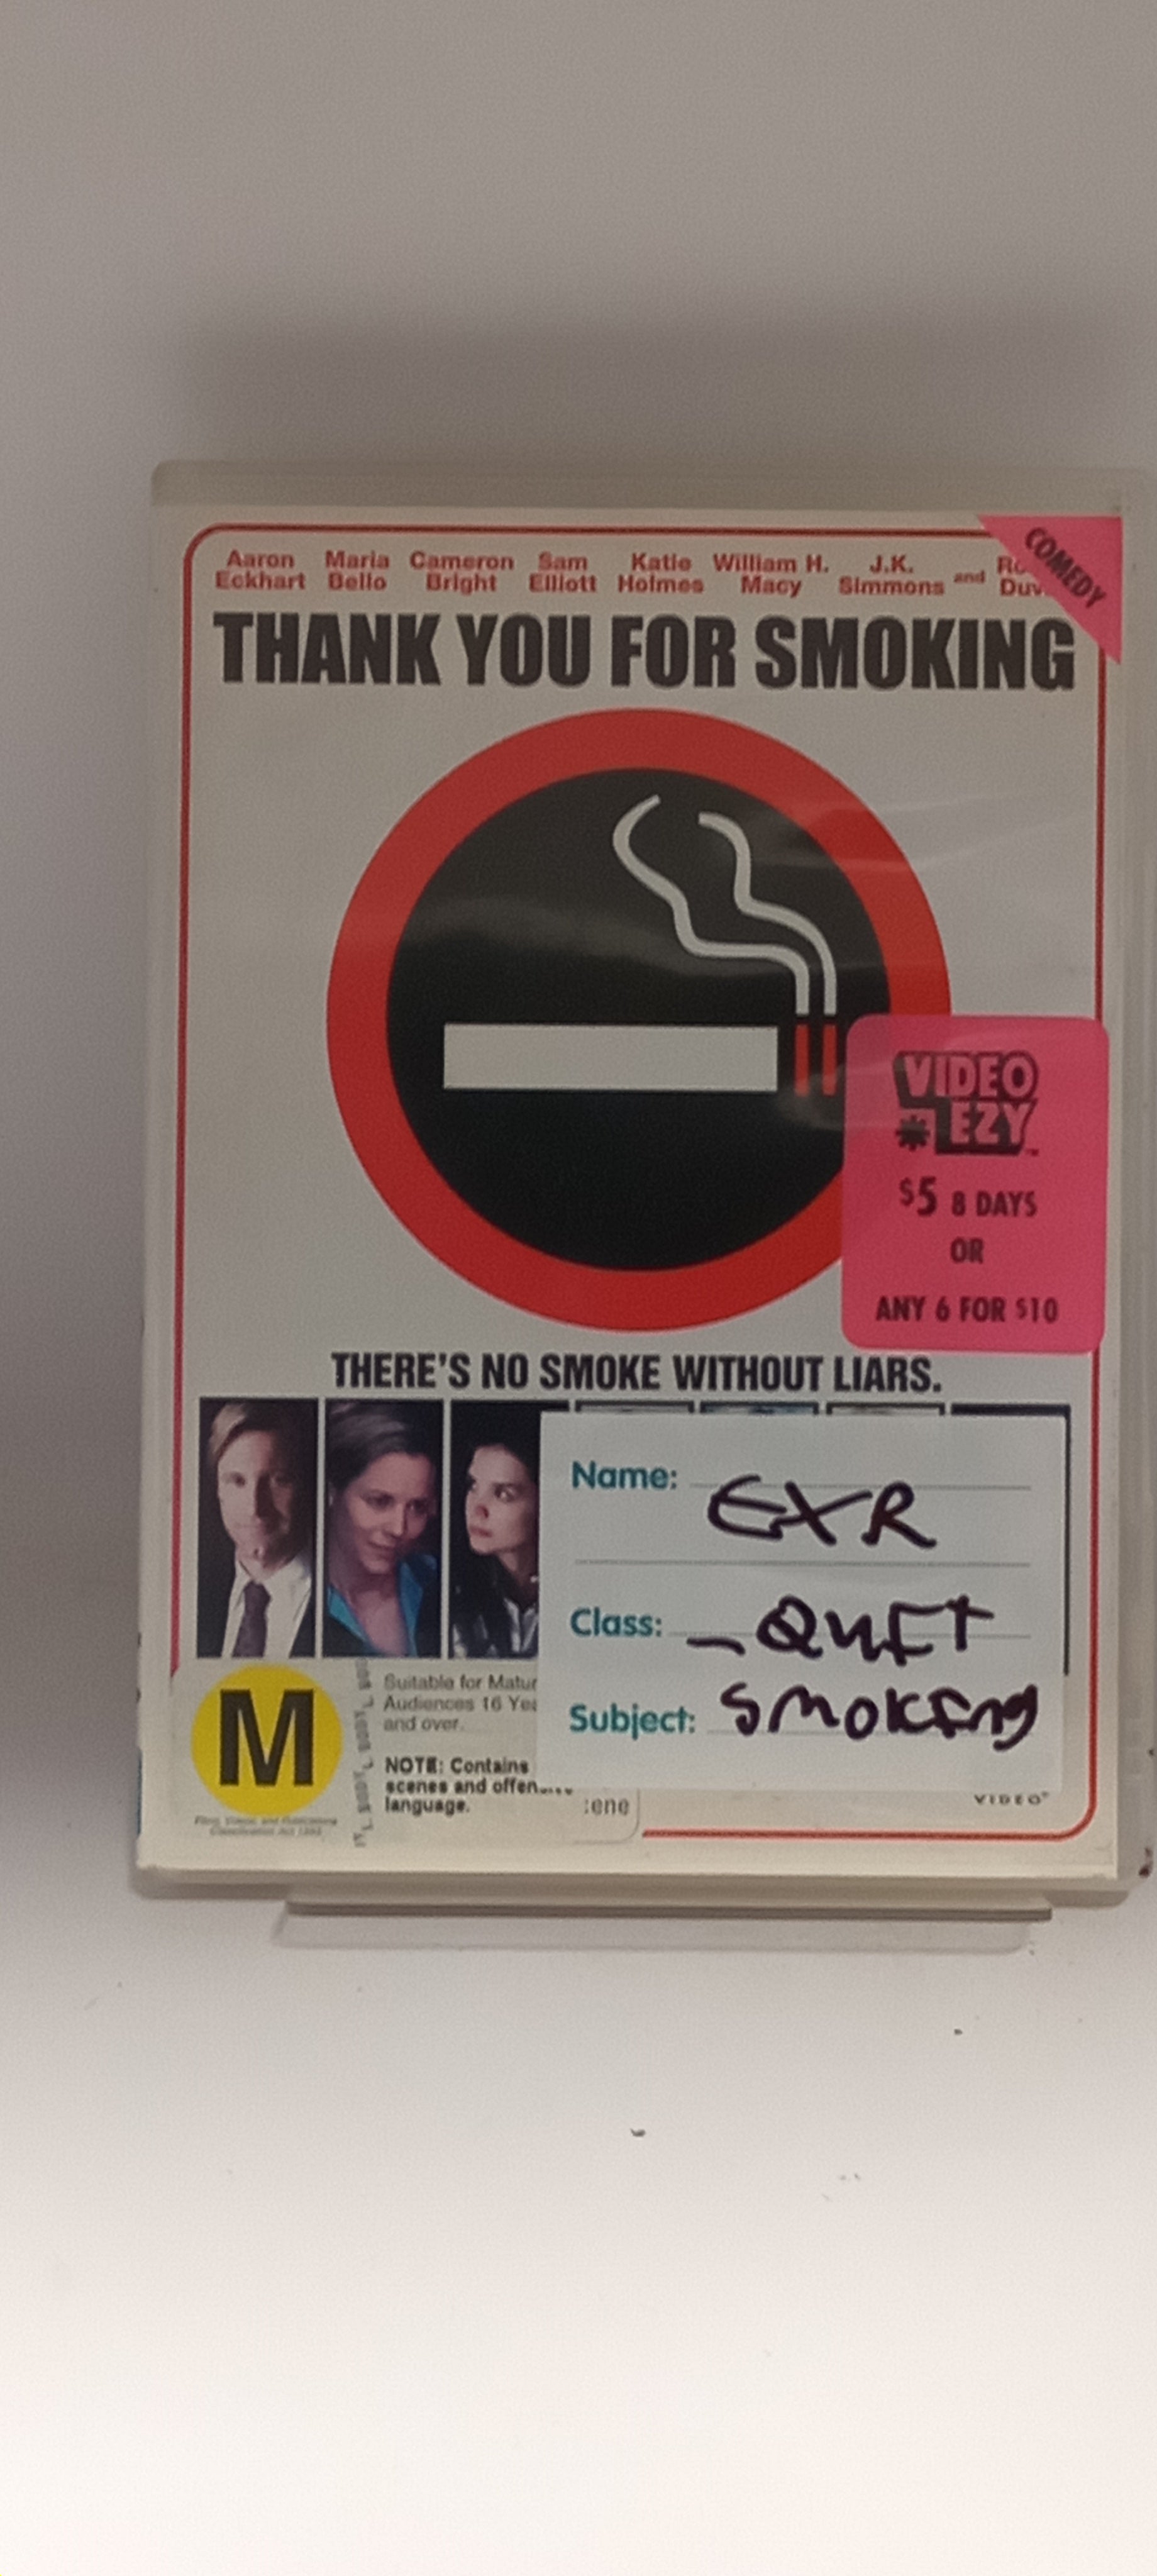 Aaron Eckhart Maria Bello Cameron Bright Sam Elliott Katie Holmes William H. Macy J.K. Simmons and
COMEDY
THANK YOU FOR SMOKING
VIDEO
EZY
$5 8 DAYS
OR
ANY 6 FOR $10
THERE'S NO SMOKE WITHOUT LIARS.
Name: EXR
Class: - QUIT
Subject: SMOKING
M
Suitable for
Audiences 16
and over.
NOTE: Contains
scenes and
language.
VIDEO